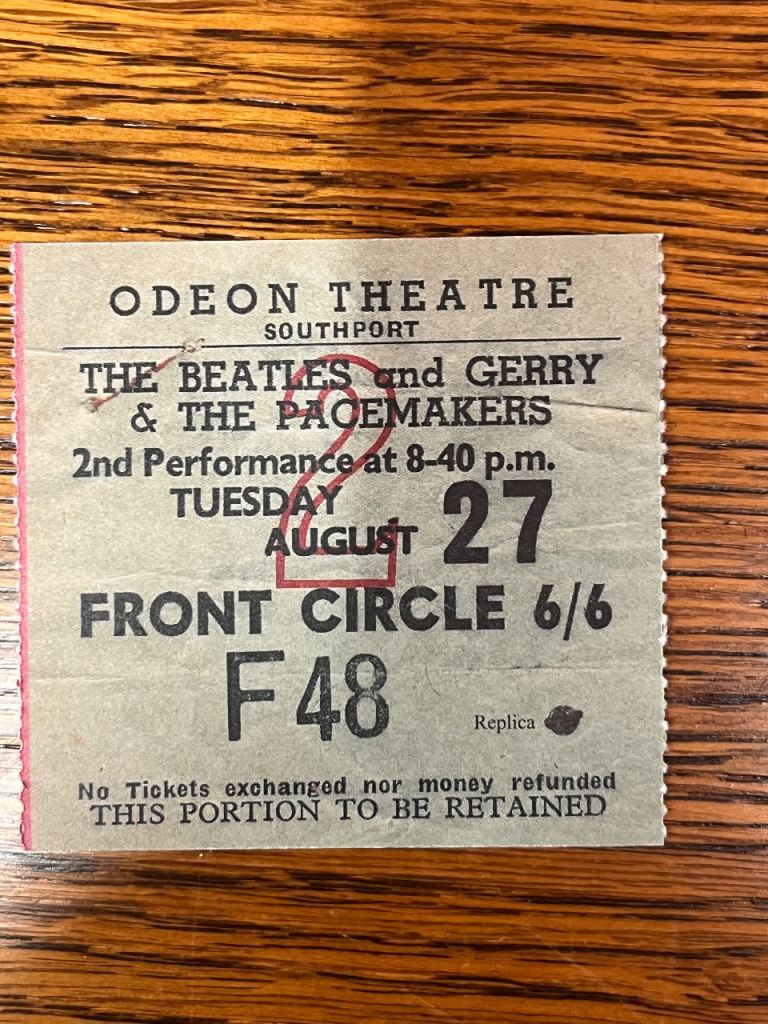 ODEON THEATRE
SOUTHPORT
THE BEATLES and GERRY
& THE PACEMAKERS
2
2nd Performance at 8-40 p.m.
TUESDAY
AUGUST 27
FRONT CIRCLE 6/6
F 48
Replica
No Tickets exchanged nor money refunded
THIS PORTION TO BE RETAINED